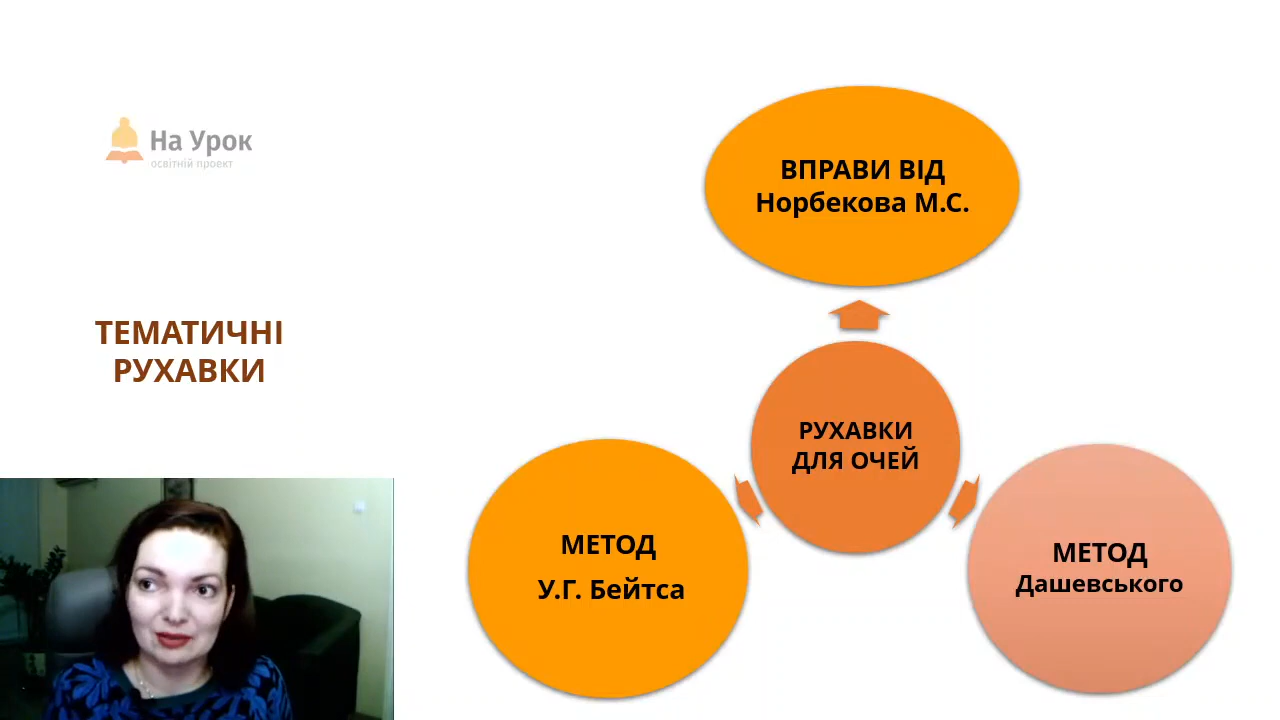 На Урок
освітній проект
ТЕМАТИЧНІ
РУХАВКИ
ВПРАВИ ВІД
Норбекова М.С.
РУХАВКИ
ДЛЯ ОЧЕЙ
МЕТОД
У.Г. Бейтса
МЕТОД
Дашевського